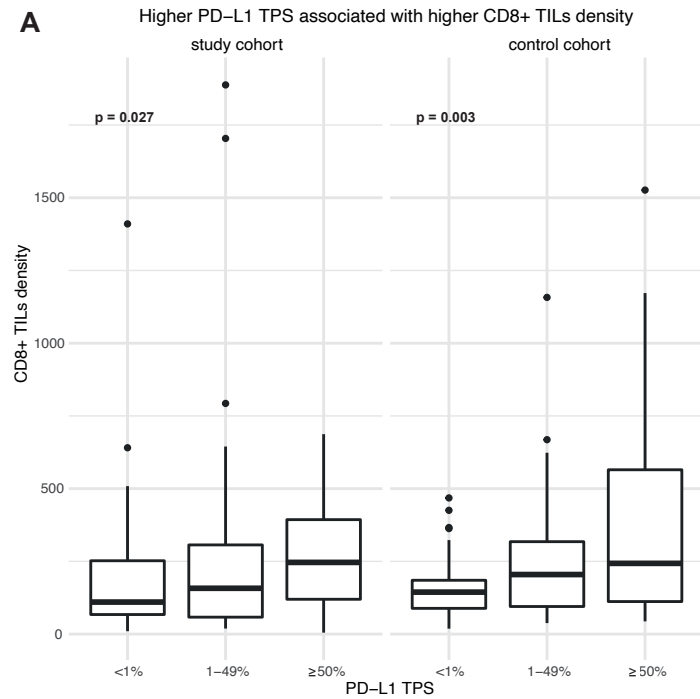 A
Higher PD−L1 TPS associated with higher CD8+ TILs density
study cohort
control cohort
p = 0.027
p = 0.003
1500
1000
500
0
CD8+ TILs density
<1%
1−49%
≥50%
<1%
1−49%
≥50%
PD−L1 TPS